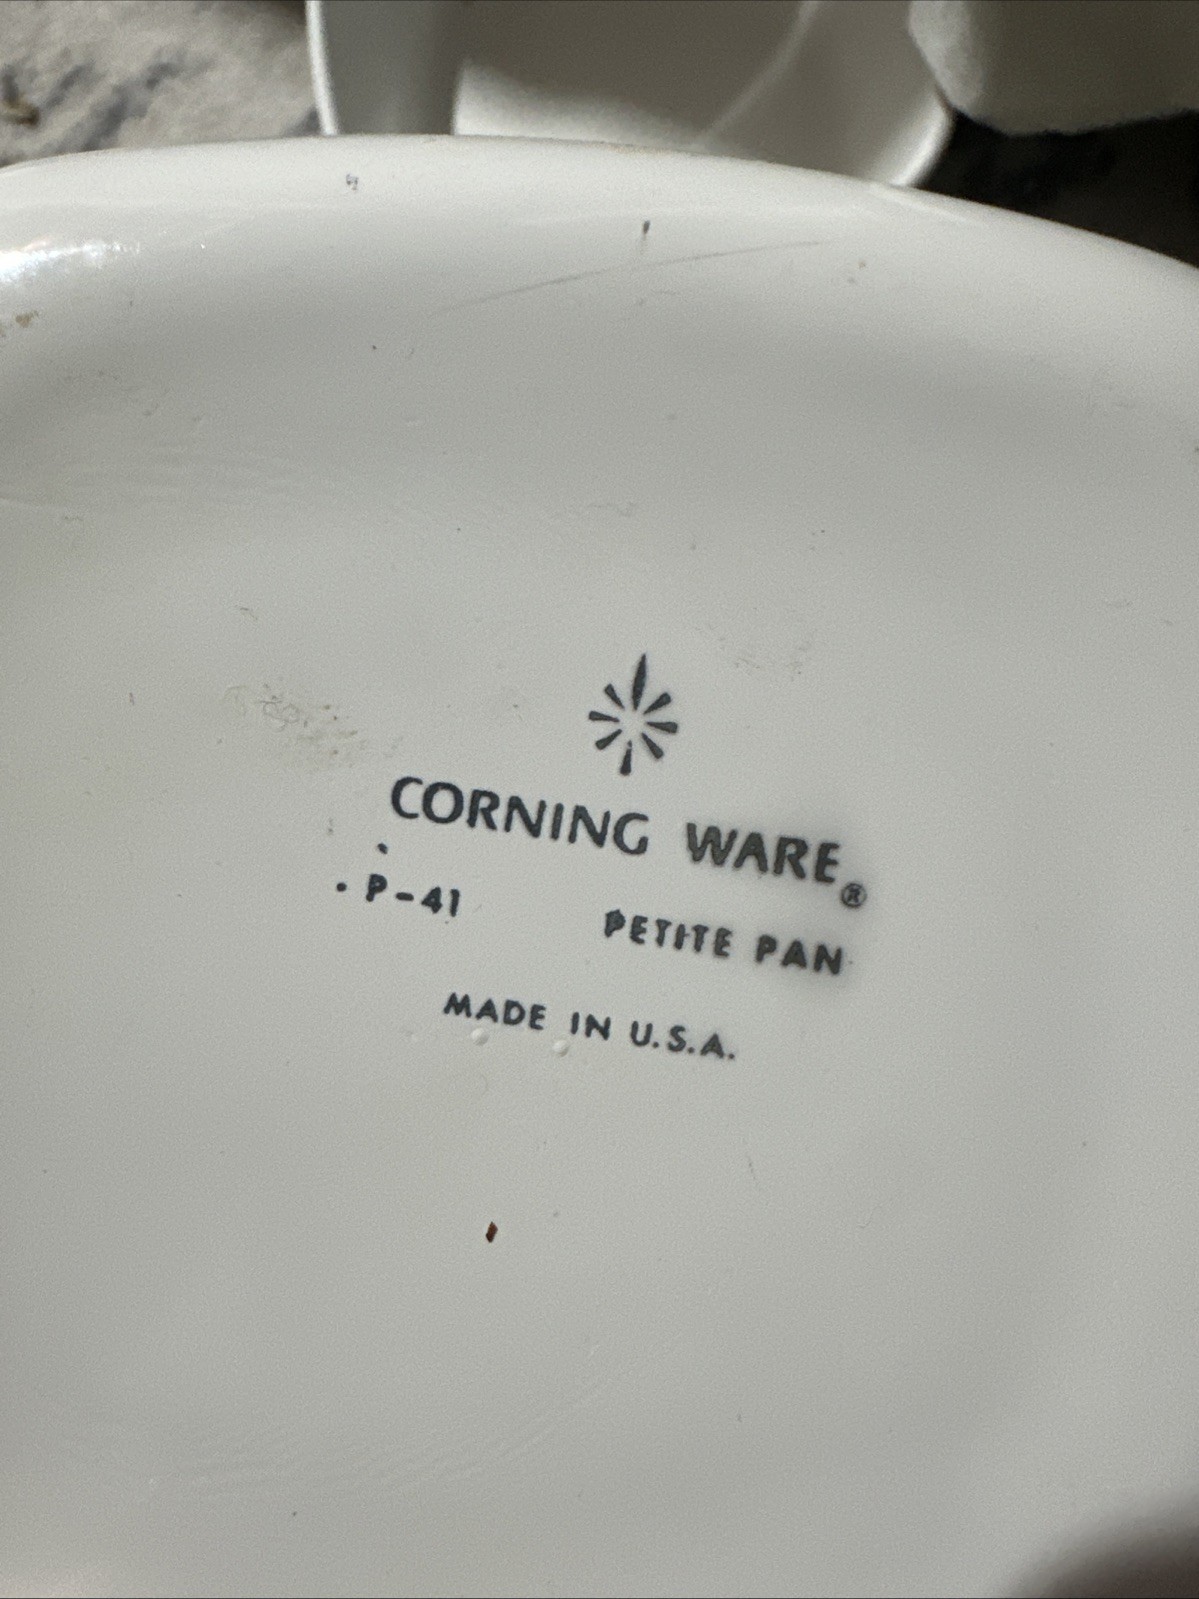 CORNING WARE®
P-41 PETITE PAN
MADE IN U.S.A.